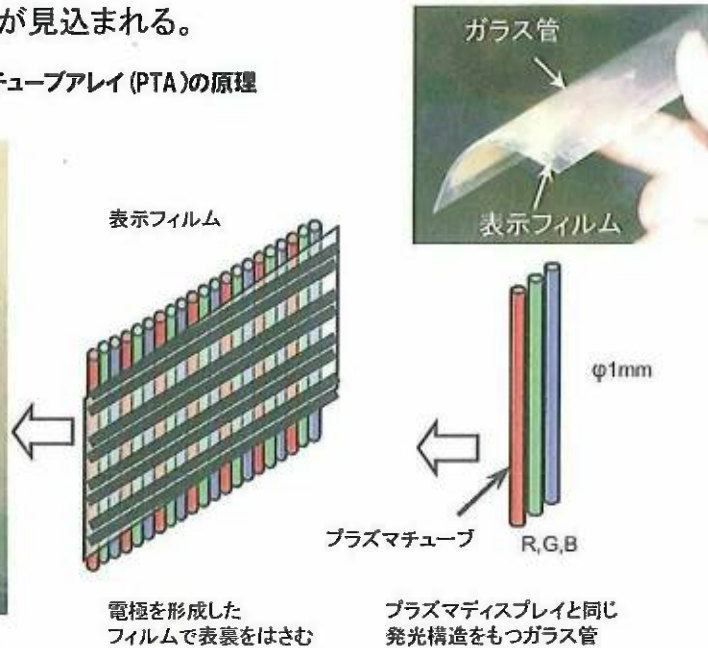 が見込まれる。
チューブアレイ(PTA)の原理
ガラス管
表示フィルム
表示フィルム
φ1mm
プラズマチューブ
R,G,B
電極を形成した
フィルムで表裏をはさむ
プラズマディスプレイと同じ
発光構造をもつガラス管